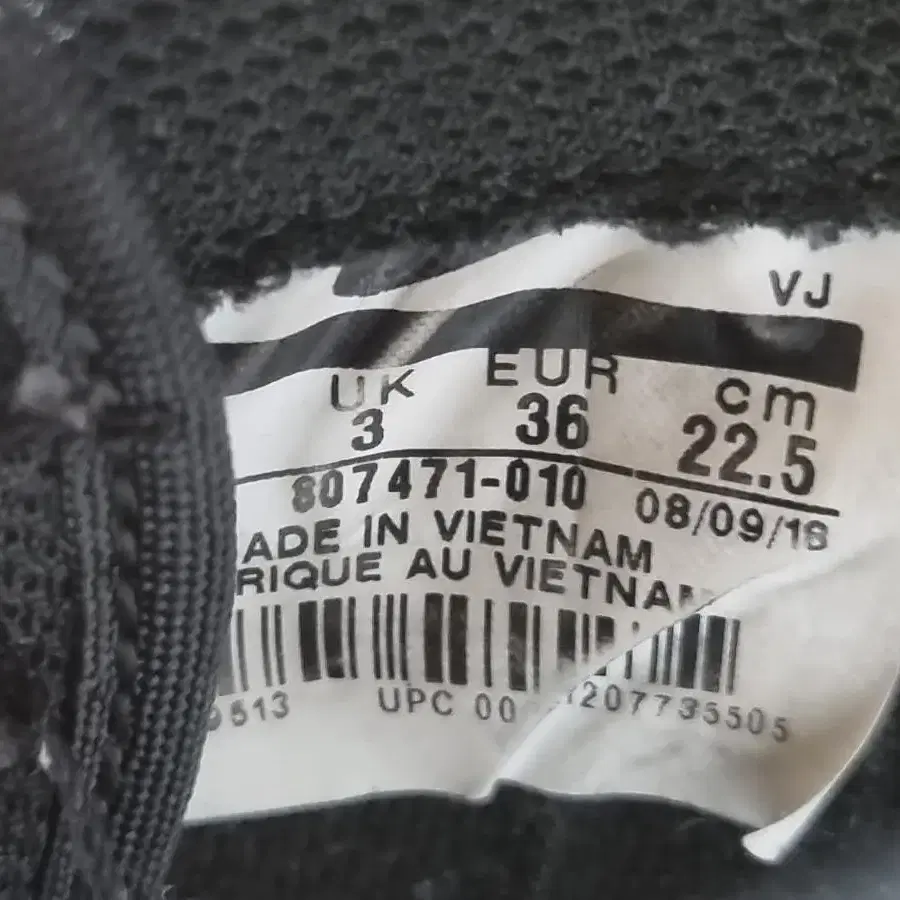 VJ
UK EUR cm
3 36 22.5
807471-010 08/09/16
ADE IN VIETNAM
RIQUE AU VIETNA
513 UPC 00 1207735505